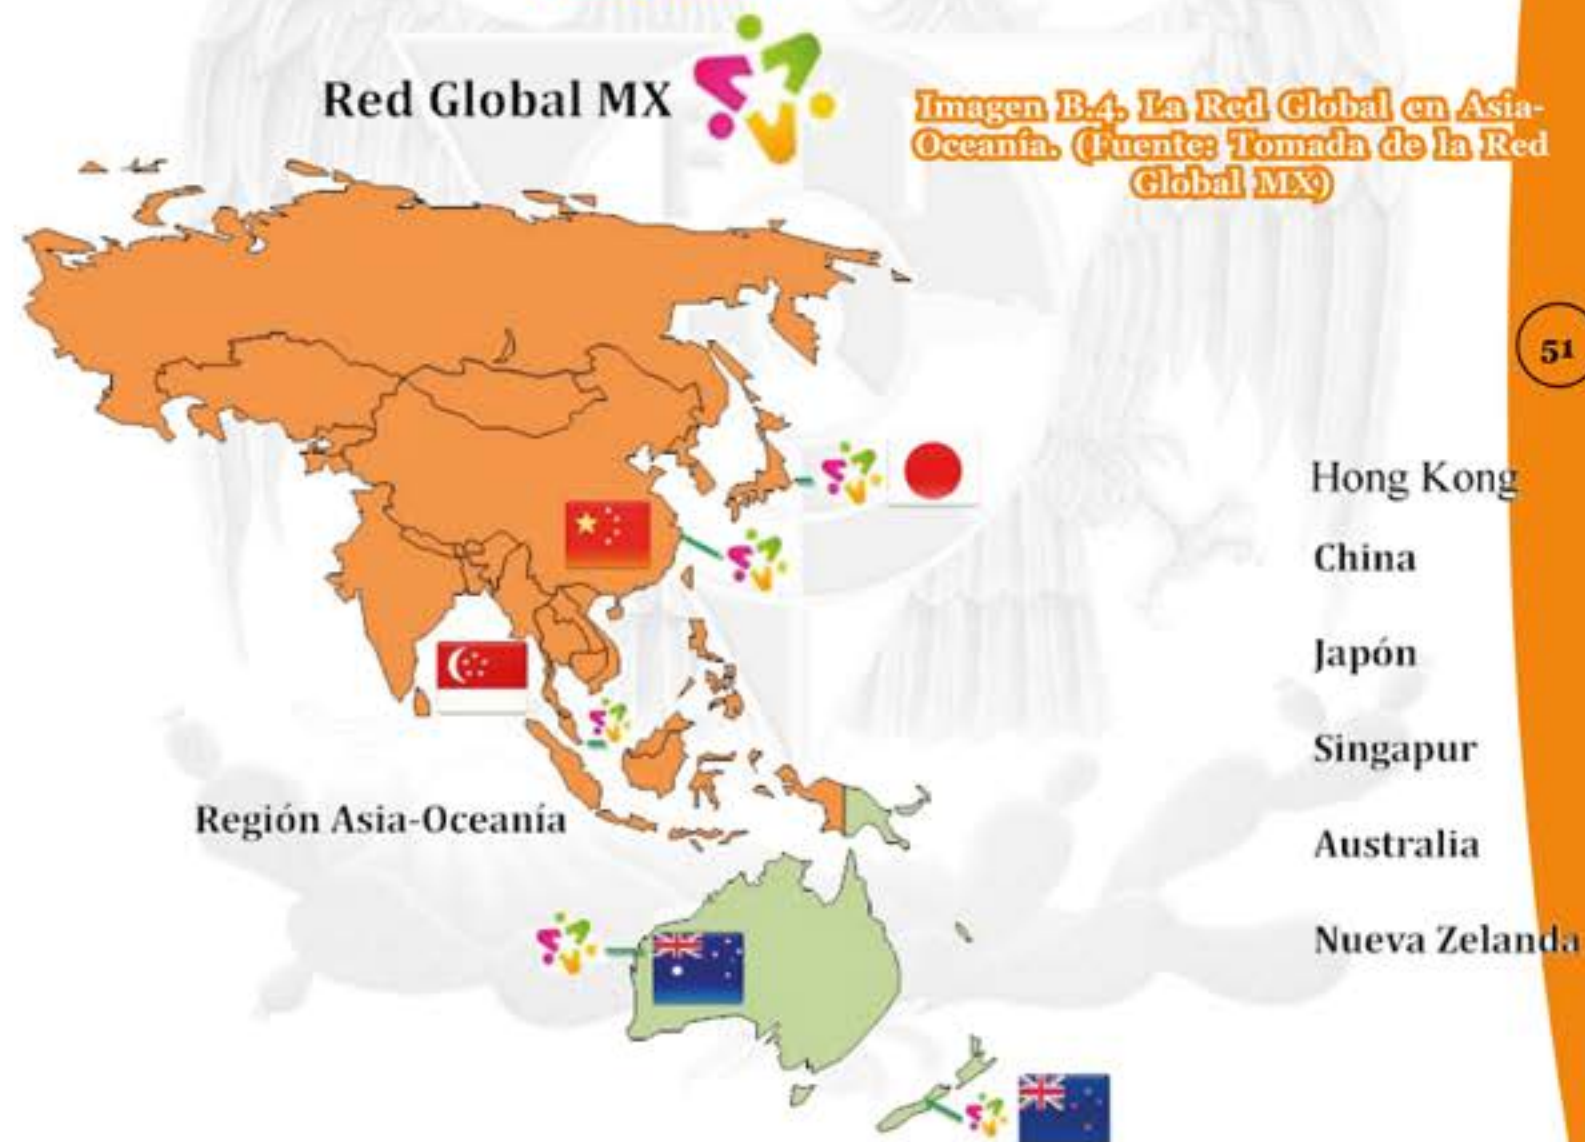 Red Global MX
Imagen B.4. La Red Global en Asia-
Oceanía. (Fuente: Tomada de la Red
Global MX)
51
Hong Kong
China
Japón
Singapur
Australia
Nueva Zelanda
Región Asia-Oceanía